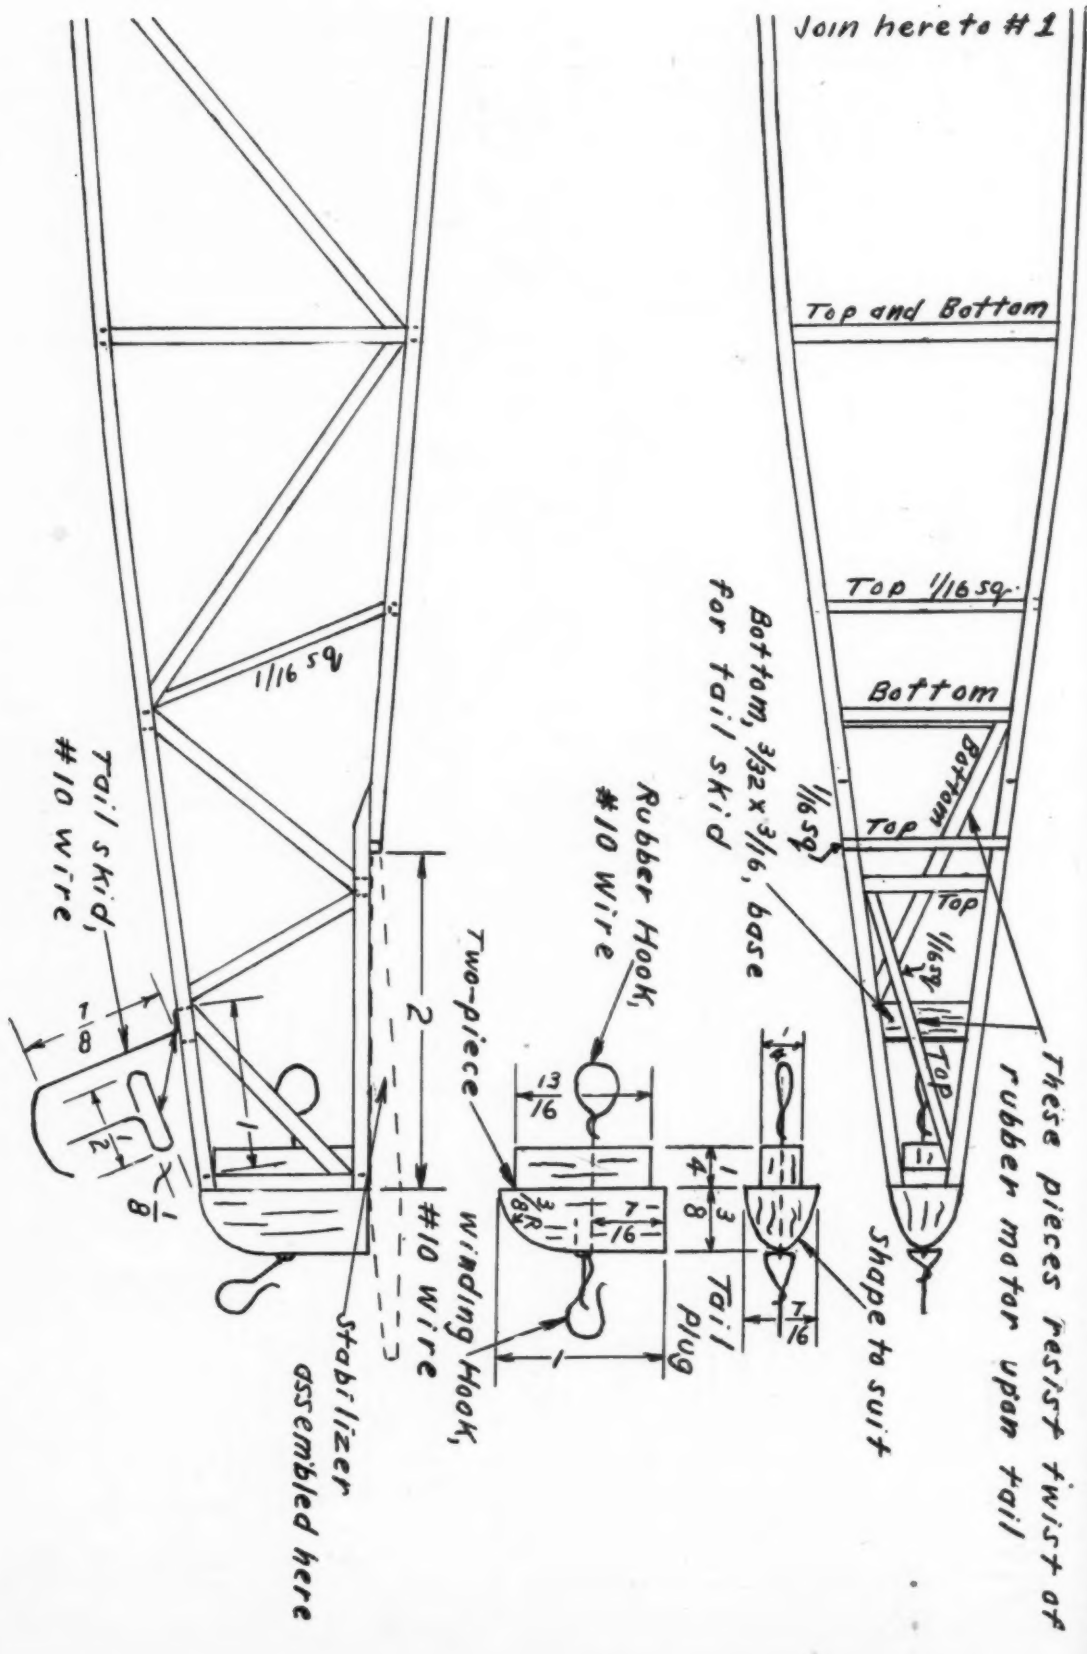 Join here to #1
Top and Bottom
Top 1/16 sq.
Bottom
Bottom
Top
1/16 sq
Top
1/16 sq
Top
These pieces resist twist of
rubber motor upon tail
Bottom, 3/32 x 3/16, base
for tail skid
1/4
Shape to suit
7/16
Rubber Hook,
#10 Wire
13/16
1/4
3/8
Tail
Plug
7/16
3/8 R
1
Two-piece
Winding Hook,
#10 Wire
2
Stabilizer
assembled here
1/16 sq
Tail skid,
#10 Wire
7/8
1
1/2
1/8